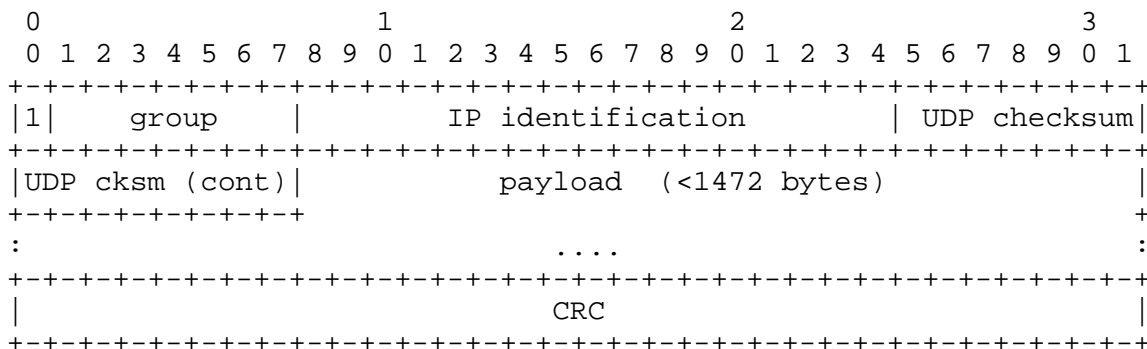 0                   1                   2                   3
 0 1 2 3 4 5 6 7 8 9 0 1 2 3 4 5 6 7 8 9 0 1 2 3 4 5 6 7 8 9 0 1
+-+-+-+-+-+-+-+-+-+-+-+-+-+-+-+-+-+-+-+-+-+-+-+-+-+-+-+-+-+-+-+-+
|1|    group    |        IP identification        | UDP checksum|
+-+-+-+-+-+-+-+-+-+-+-+-+-+-+-+-+-+-+-+-+-+-+-+-+-+-+-+-+-+-+-+-+
|UDP cksm (cont)|           payload  (<1472 bytes)              |
+-+-+-+-+-+-+-+-+                                               +
:                              ....                             :
+-+-+-+-+-+-+-+-+-+-+-+-+-+-+-+-+-+-+-+-+-+-+-+-+-+-+-+-+-+-+-+-+
|                              CRC                              |
+-+-+-+-+-+-+-+-+-+-+-+-+-+-+-+-+-+-+-+-+-+-+-+-+-+-+-+-+-+-+-+-+